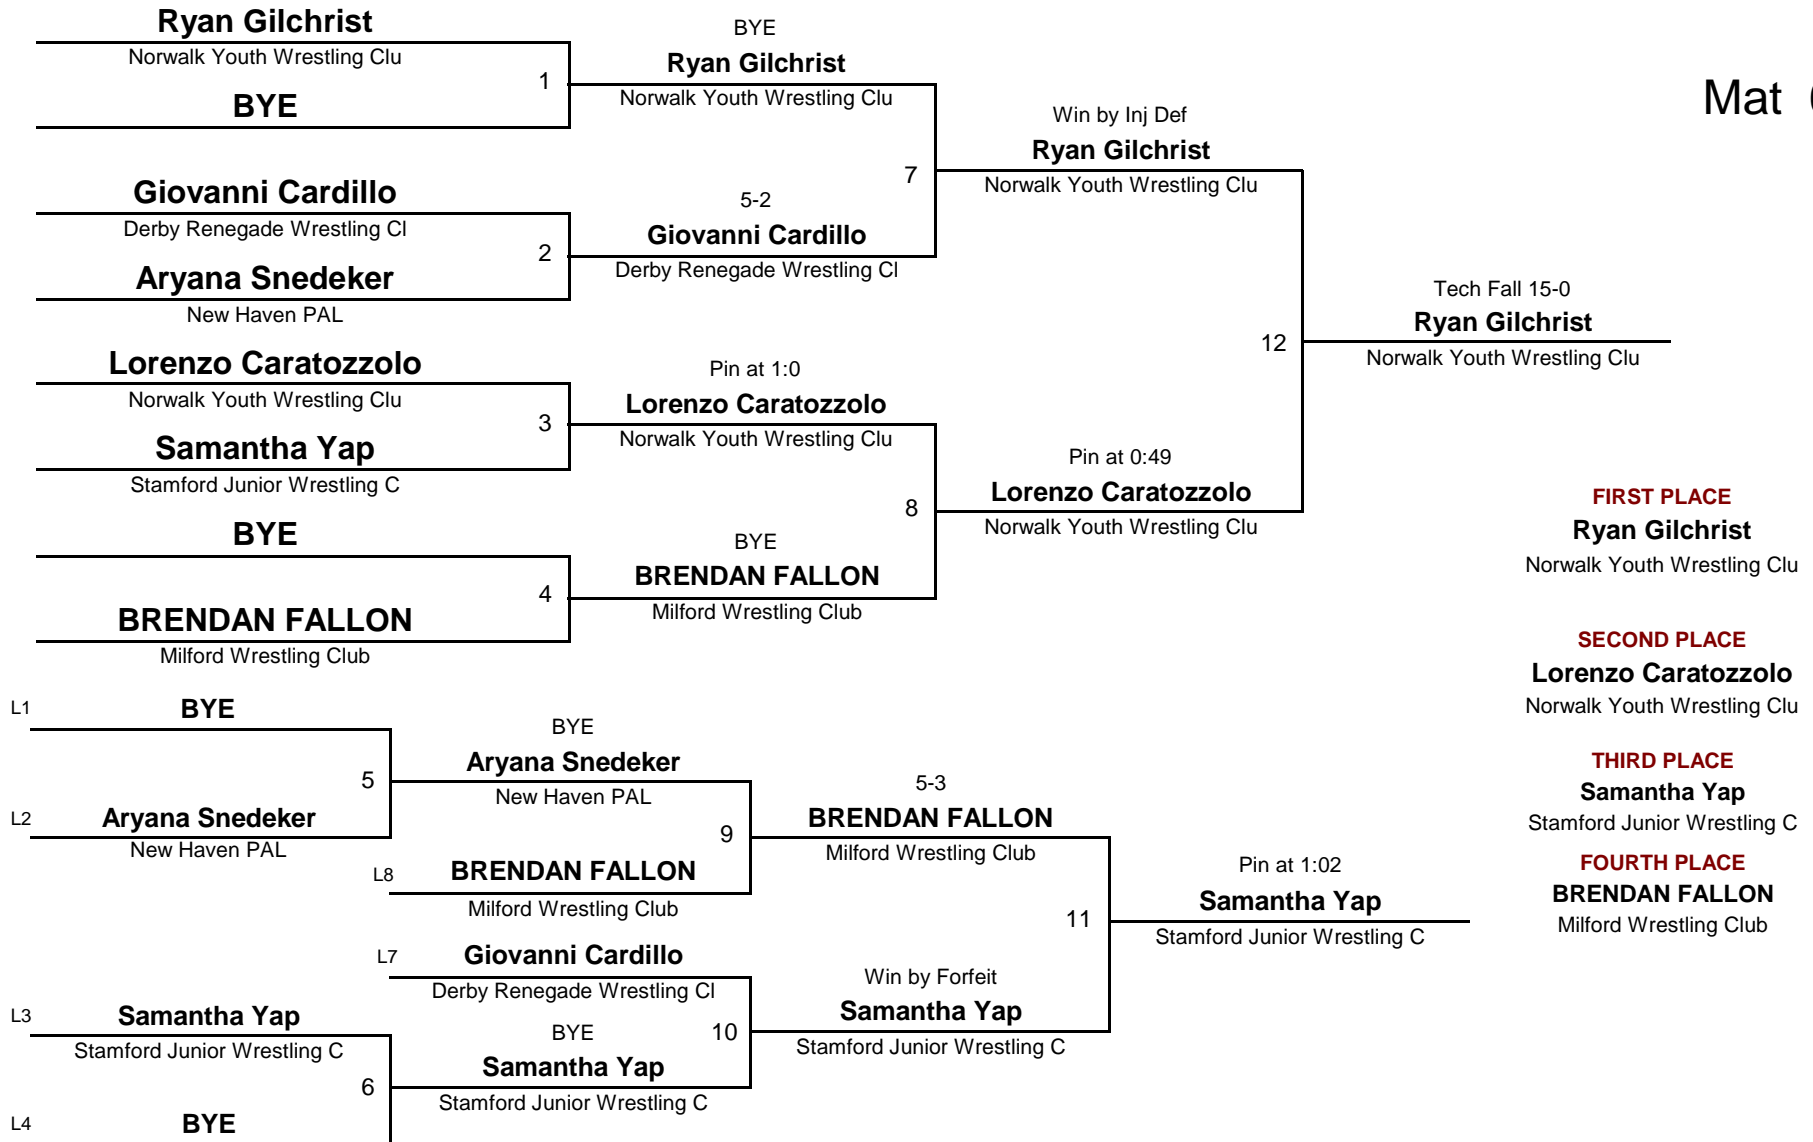 Ryan Gilchrist
Norwalk Youth Wrestling Clu
1
BYE
Giovanni Cardillo
Derby Renegade Wrestling Cl
2
Aryana Snedeker
New Haven PAL
Lorenzo Caratozzolo
Norwalk Youth Wrestling Clu
3
Samantha Yap
Stamford Junior Wrestling C
BYE
4
BRENDAN FALLON
Milford Wrestling Club
BYE
Ryan Gilchrist
Norwalk Youth Wrestling Clu
7
5-2
Giovanni Cardillo
Derby Renegade Wrestling Cl
Pin at 1:0
Lorenzo Caratozzolo
Norwalk Youth Wrestling Clu
8
BYE
BRENDAN FALLON
Milford Wrestling Club
Win by Inj Def
Ryan Gilchrist
Norwalk Youth Wrestling Clu
12
Pin at 0:49
Lorenzo Caratozzolo
Norwalk Youth Wrestling Clu
Tech Fall 15-0
Ryan Gilchrist
Norwalk Youth Wrestling Clu
Mat
FIRST PLACE
Ryan Gilchrist
Norwalk Youth Wrestling Clu
SECOND PLACE
Lorenzo Caratozzolo
Norwalk Youth Wrestling Clu
THIRD PLACE
Samantha Yap
Stamford Junior Wrestling C
FOURTH PLACE
BRENDAN FALLON
Milford Wrestling Club
L1 BYE
5
L2 Aryana Snedeker
New Haven PAL
BYE
Aryana Snedeker
New Haven PAL
9
L8 BRENDAN FALLON
Milford Wrestling Club
L7 Giovanni Cardillo
Derby Renegade Wrestling Cl
10
L3 Samantha Yap
Stamford Junior Wrestling C
6
L4 BYE
BYE
Samantha Yap
Stamford Junior Wrestling C
5-3
BRENDAN FALLON
Milford Wrestling Club
11
Win by Forfeit
Samantha Yap
Stamford Junior Wrestling C
Pin at 1:02
Samantha Yap
Stamford Junior Wrestling C